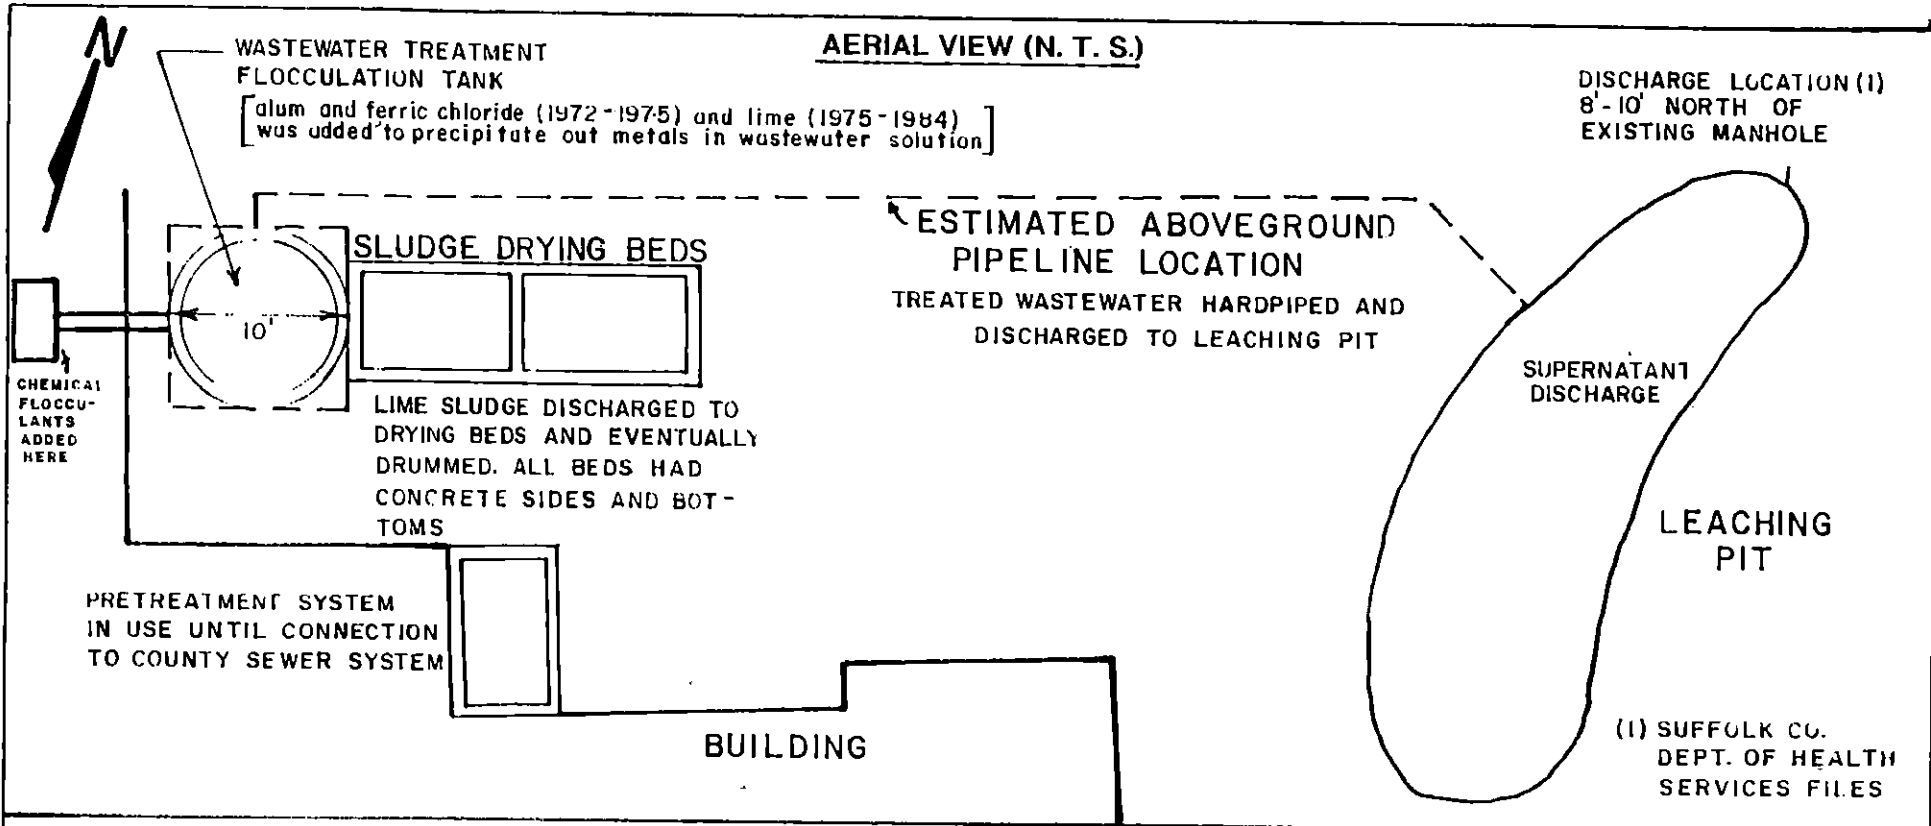 AERIAL VIEW (N. T. S.)
N
WASTEWATER TREATMENT
FLOCCULATION TANK
[alum and ferric chloride (1972-1975) and lime (1975-1984)
was added to precipitate out metals in wastewater solution]
DISCHARGE LOCATION (1)
8'-10' NORTH OF
EXISTING MANHOLE
SLUDGE DRYING BEDS
10'
ESTIMATED ABOVEGROUND
PIPELINE LOCATION
TREATED WASTEWATER HARDPIPED AND
DISCHARGED TO LEACHING PIT
CHEMICAL
FLOCCU-
LANTS
ADDED
HERE
LIME SLUDGE DISCHARGED TO
DRYING BEDS AND EVENTUALLY
DRUMMED. ALL BEDS HAD
CONCRETE SIDES AND BOT-
TOMS
SUPERNATANT
DISCHARGE
LEACHING
PIT
PRETREATMENT SYSTEM
IN USE UNTIL CONNECTION
TO COUNTY SEWER SYSTEM
BUILDING
(1) SUFFOLK CO.
DEPT. OF HEALTH
SERVICES FILES